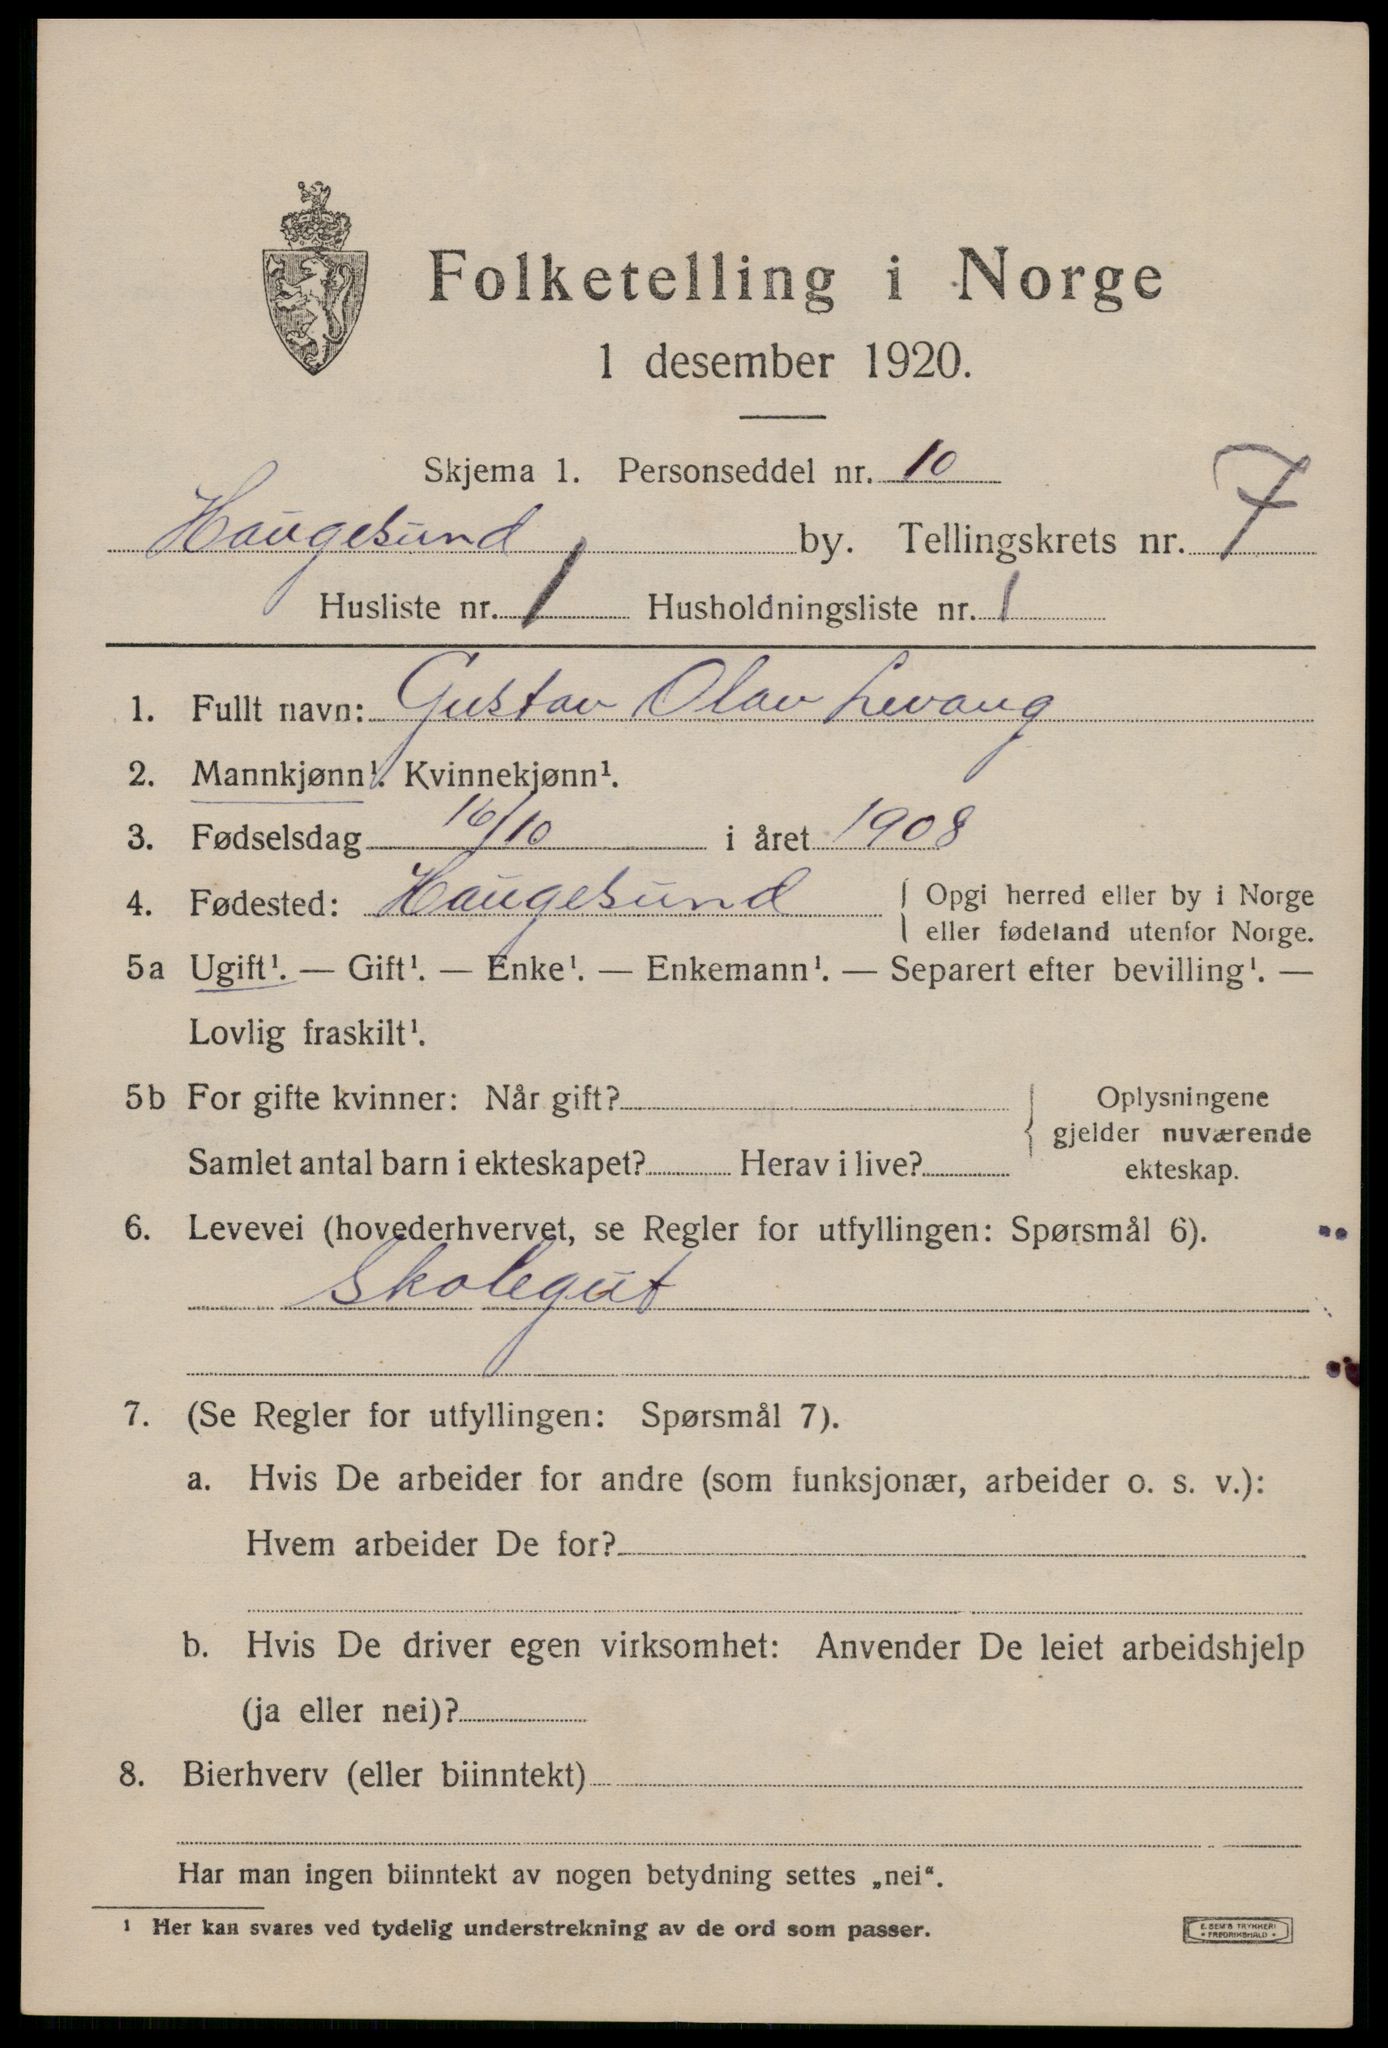 Folketelling i Norge
1 desember 1920.
Skjema 1. Personseddel nr. 10
Haugesund by. Tellingskrets nr. 7
Husliste nr. 1 Husholdningsliste nr. 1
1. Fullt navn: Gustav Olav Levang
2. Mannkjønn¹. Kvinnekjønn¹.
3. Fødselsdag 16/10 i året 1908
4. Fødested: Haugesund { Opgi herred eller by i Norge
eller fødeland utenfor Norge.
5a Ugift¹. — Gift¹. — Enke¹. — Enkemann¹. — Separert efter bevilling¹. —
Lovlig fraskilt¹.
5b For gifte kvinner: Når gift? { Oplysningene
gjelder nuværende
Samlet antal barn i ekteskapet? Herav i live?
ekteskap.
6. Levevei (hovederhvervet, se Regler for utfyllingen: Spørsmål 6).
Skolegut
7. (Se Regler for utfyllingen: Spørsmål 7).
a. Hvis De arbeider for andre (som funksjonær, arbeider o. s. v.):
Hvem arbeider De for?
b. Hvis De driver egen virksomhet: Anvender De leiet arbeidshjelp
(ja eller nei)?
8. Bierhverv (eller biinntekt)
Har man ingen biinntekt av nogen betydning settes „nei“.
¹ Her kan svares ved tydelig understrekning av de ord som passer.
E. SEM'S TRYKKERI
• FREDRIKSHALD •